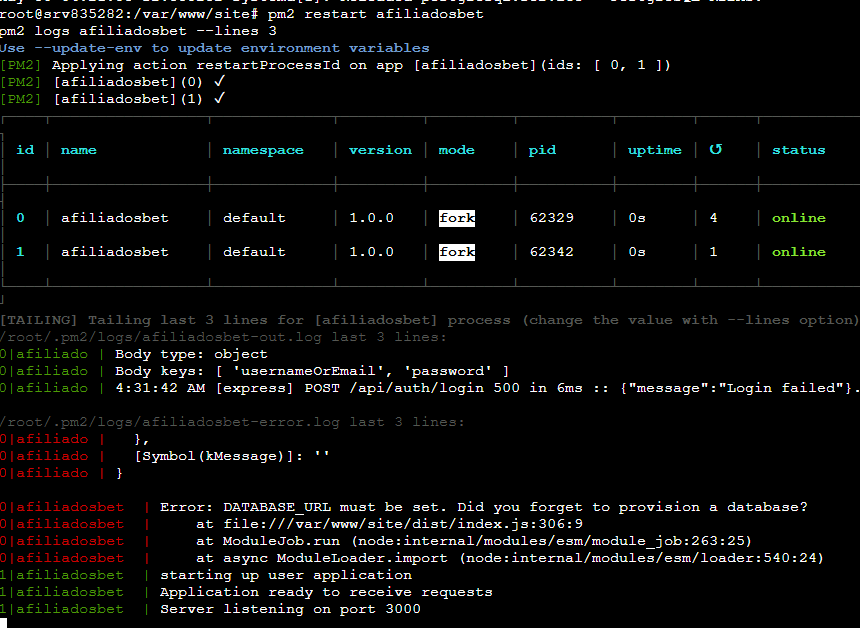 root@srv835282:/var/www/site# pm2 restart afiliadosbet
pm2 logs afiliadosbet --lines 3
Use --update-env to update environment variables
[PM2] Applying action restartProcessId on app [afiliadosbet](ids: [ 0, 1 ])
[PM2] [afiliadosbet](0) ✓
[PM2] [afiliadosbet](1) ✓
id │ name │ namespace │ version │ mode │ pid │ uptime │ ↺ │ status
0 │ afiliadosbet │ default │ 1.0.0 │ fork │ 62329 │ 0s │ 4 │ online
1 │ afiliadosbet │ default │ 1.0.0 │ fork │ 62342 │ 0s │ 1 │ online
[TAILING] Tailing last 3 lines for [afiliadosbet] process (change the value with --lines option)
/root/.pm2/logs/afiliadosbet-out.log last 3 lines:
0|afiliado | Body type: object
0|afiliado | Body keys: [ 'usernameOrEmail', 'password' ]
0|afiliado | 4:31:42 AM [express] POST /api/auth/login 500 in 6ms :: {"message":"Login failed"}.
/root/.pm2/logs/afiliadosbet-error.log last 3 lines:
0|afiliado |   },
0|afiliado |   [Symbol(kMessage)]: ''
0|afiliado | }
0|afiliadosbet  | Error: DATABASE_URL must be set. Did you forget to provision a database?
0|afiliadosbet  |     at file:///var/www/site/dist/index.js:306:9
0|afiliadosbet  |     at ModuleJob.run (node:internal/modules/esm/module_job:263:25)
0|afiliadosbet  |     at async ModuleLoader.import (node:internal/modules/esm/loader:540:24)
1|afiliadosbet  | starting up user application
1|afiliadosbet  | Application ready to receive requests
1|afiliadosbet  | Server listening on port 3000